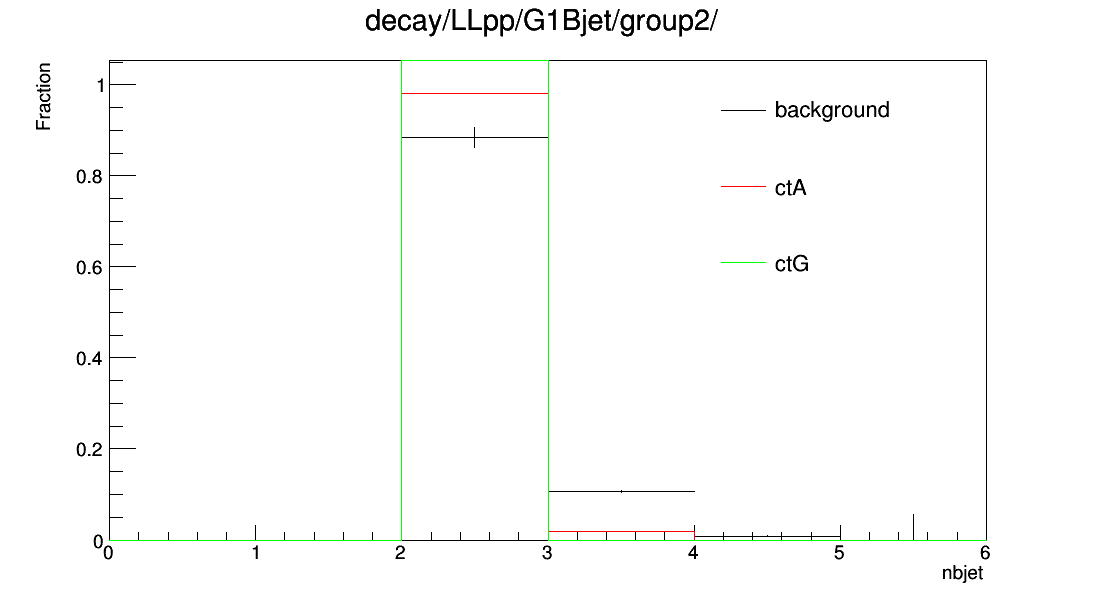 decay/LLpp/G1Bjet/group2/
Fraction
1
0.8
0.6
0.4
0.2
0
background
ctA
ctG
0 1 2 3 4 5 6
nbjet